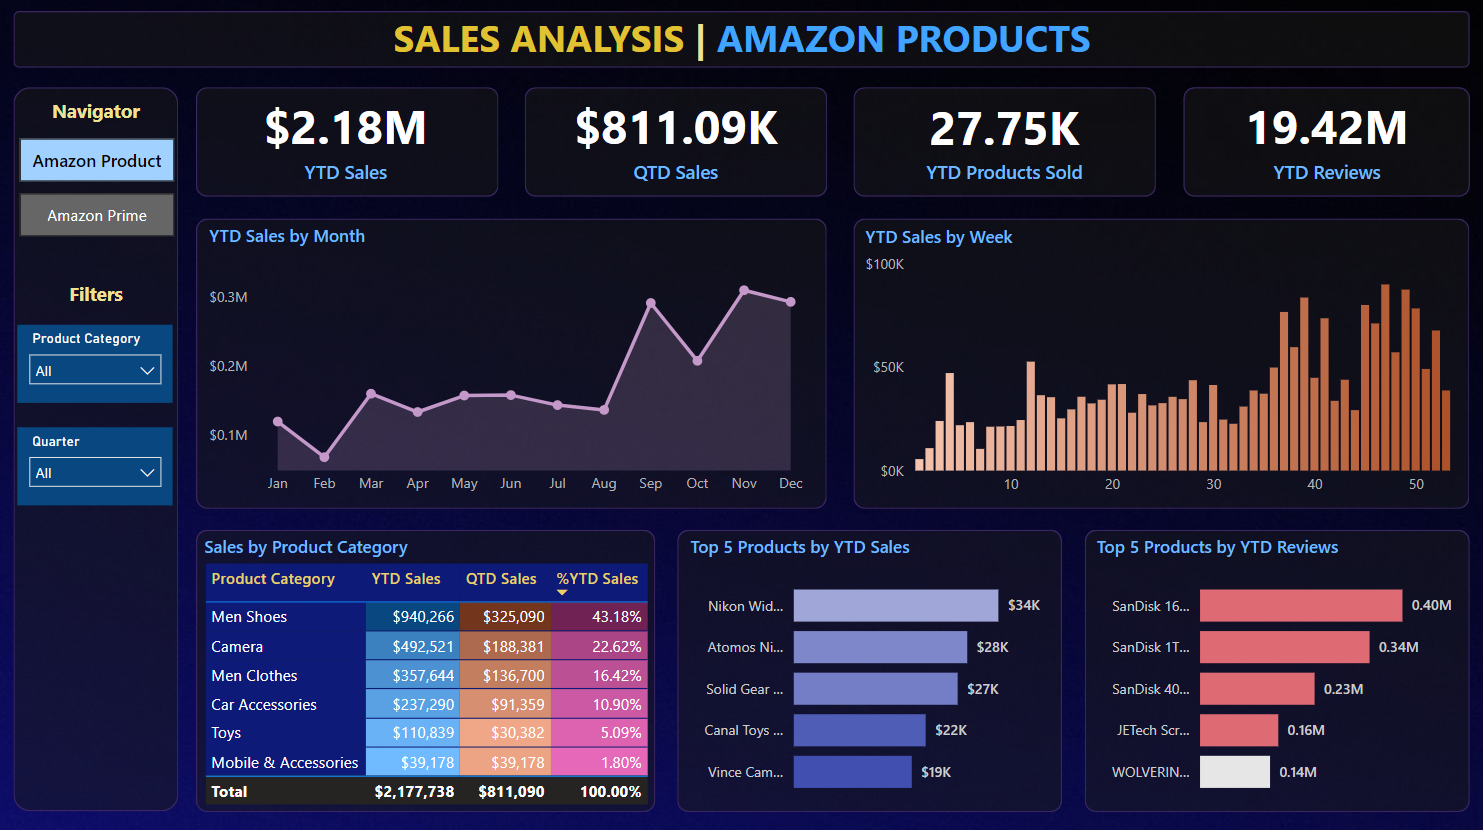 SALES ANALYSIS | AMAZON PRODUCTS
Navigator
Amazon Product
Amazon Prime
Filters
Product Category
All
Quarter
All
$2.18M
YTD Sales
$811.09K
QTD Sales
27.75K
YTD Products Sold
19.42M
YTD Reviews
YTD Sales by Month
$0.3M
$0.2M
$0.1M
Jan Feb Mar Apr May Jun Jul Aug Sep Oct Nov Dec
YTD Sales by Week
$100K
$50K
$0K
10 20 30 40 50
Sales by Product Category
Product Category YTD Sales QTD Sales %YTD Sales
Men Shoes $940,266 $325,090 43.18%
Camera $492,521 $188,381 22.62%
Men Clothes $357,644 $136,700 16.42%
Car Accessories $237,290 $91,359 10.90%
Toys $110,839 $30,382 5.09%
Mobile & Accessories $39,178 $39,178 1.80%
Total $2,177,738 $811,090 100.00%
Top 5 Products by YTD Sales
Nikon Wid... $34K
Atomos Ni... $28K
Solid Gear ... $27K
Canal Toys ... $22K
Vince Cam... $19K
Top 5 Products by YTD Reviews
SanDisk 16... 0.40M
SanDisk 1T... 0.34M
SanDisk 40... 0.23M
JETech Scr... 0.16M
WOLVERIN... 0.14M